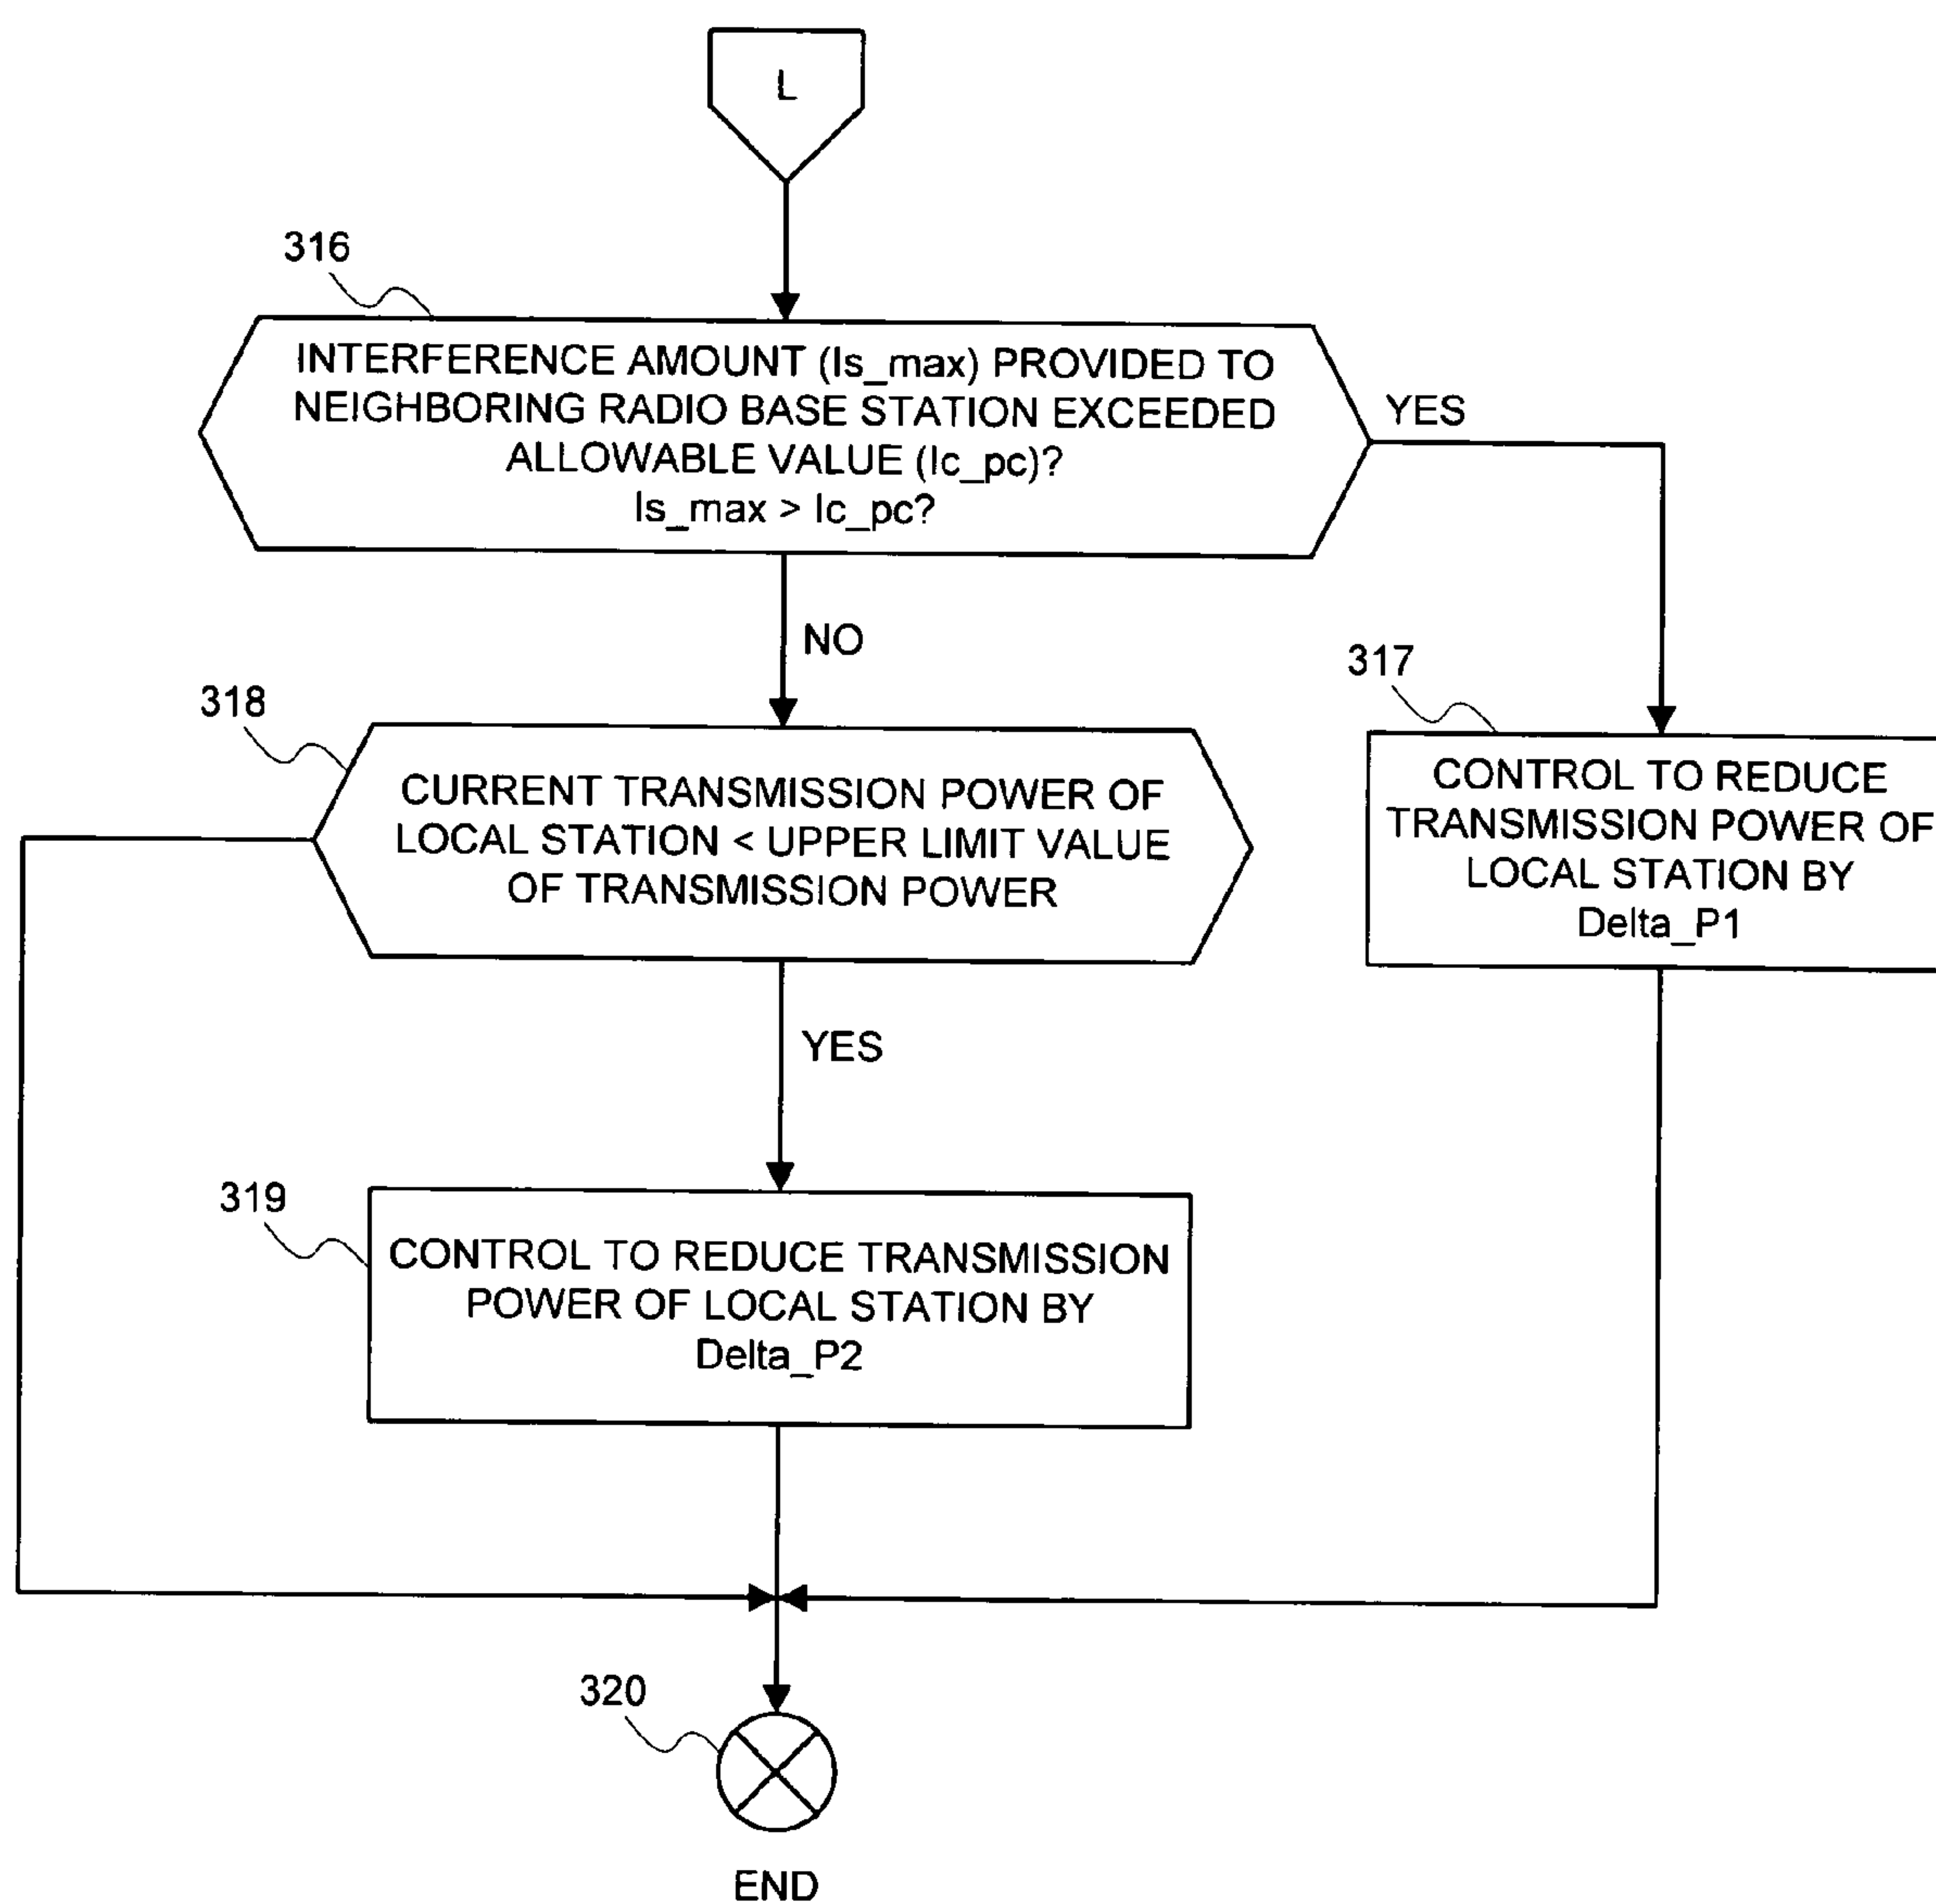 L
316
INTERFERENCE AMOUNT (Is_max) PROVIDED TO
NEIGHBORING RADIO BASE STATION EXCEEDED
ALLOWABLE VALUE (Ic_pc)?
Is_max > Ic_pc?
YES
NO
317
CONTROL TO REDUCE
TRANSMISSION POWER OF
LOCAL STATION BY
Delta_P1
318
CURRENT TRANSMISSION POWER OF
LOCAL STATION < UPPER LIMIT VALUE
OF TRANSMISSION POWER
YES
319
CONTROL TO REDUCE TRANSMISSION
POWER OF LOCAL STATION BY
Delta_P2
320
END